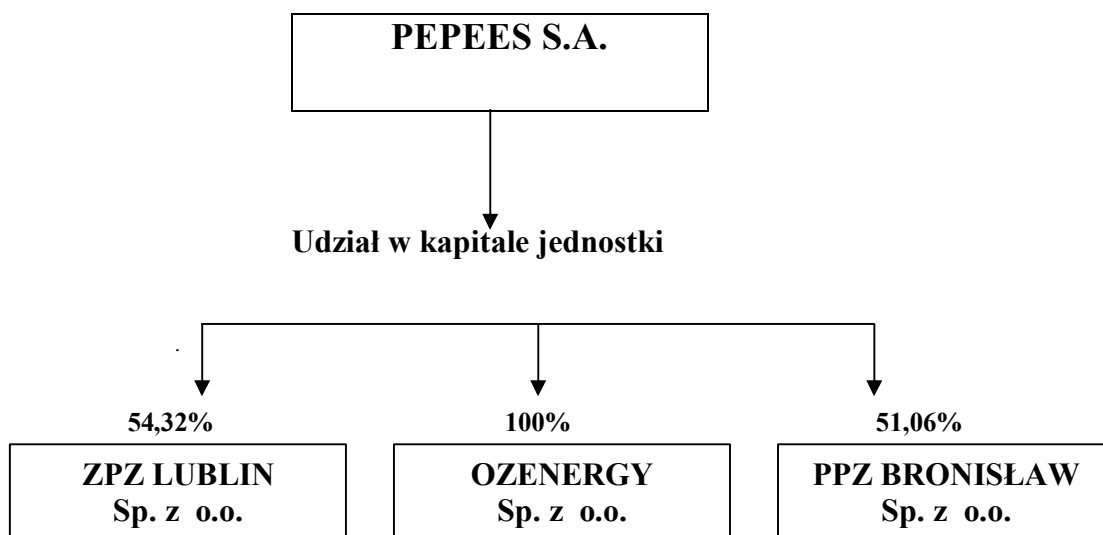 PEPEES S.A.
Udział w kapitale jednostki
54,32%
100%
51,06%
ZPZ LUBLIN
Sp. z o.o.
OZENERGY
Sp. z o.o.
PPZ BRONISŁAW
Sp. z o.o.